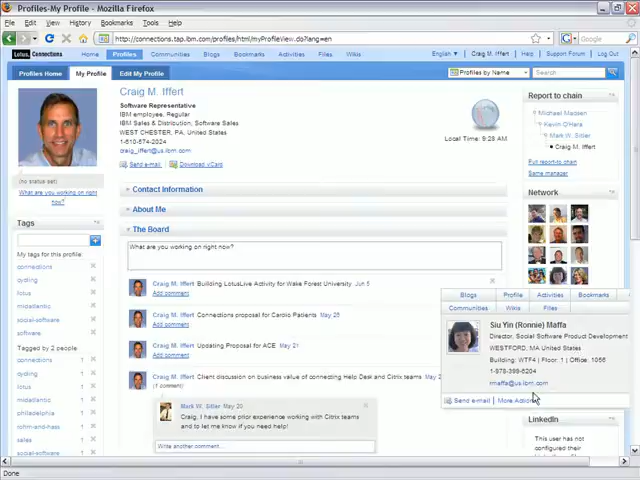 Profiles-My Profile - Mozilla Firefox
File Edit View History Bookmarks Tools Tap.ibm.com Help
http://connections.tap.ibm.com/profiles/html/myProfileView.do?lang=en
Google
Lotus Connections Home Profiles Communities Blogs Bookmarks Activities Files Wikis English Craig M. Iffert Help Support Forum Log Out
Profiles Home My Profile Edit My Profile Profiles by Name Search
Craig M. Iffert
Software Representative
IBM employee, Regular
IBM Sales & Distribution, Software Sales
WEST CHESTER, PA, United States
1-610-574-2024
craig_iffert@us.ibm.com
Send e-mail Download vCard
Local Time: 9:28 AM
(no status set)
What are you working on right now?
Tags
My tags for this profile:
connections
cycling
lotus
midatlantic
social-software
software
Tagged by 2 people
connections 1
cycling 1
lotus 1
midatlantic 1
philadelphia 1
rohm-and-haas 1
sales 1
Contact Information
About Me
The Board
What are you working on right now?
Craig M. Iffert Building LotusLive Activity for Wake Forest University Jun 5
Add comment
Craig M. Iffert Connections proposal for Cardio Patients May 26
Add comment
Craig M. Iffert Updating Proposal for ACE May 21
Add comment
Craig M. Iffert Client discussion on business value of connecting Help Desk and Citrix teams
(1 comment)
Mark W. Sitler May 20
Craig, I have some prior experience working with Citrix teams
and to me let know if you need help!
Write another comment...
Report to chain
Michael Madsen
Kevin O'Hara
Mark W. Sitler
Craig M. Iffert
Full report-to chain
Same manager
Network
Blogs Profile Activities Bookmarks
Communities Wikis Files
Siu Yin (Ronnie) Maffa
Director, Social Software Product Development
WESTFORD, MA United States
Building: WTF4 | Floor: 1 | Office: 1056
1-978-399-6204
rmaffa@us.ibm.com
Send e-mail More Actions
LinkedIn
This user has not
configured their
Done